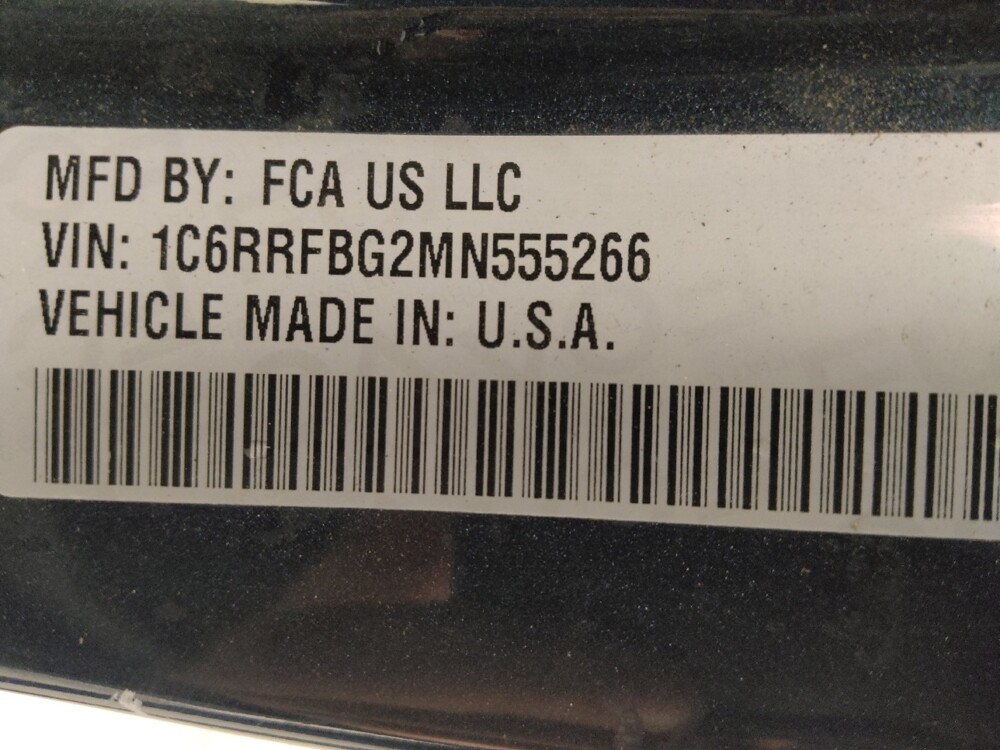 MFD BY: FCA US LLC
VIN: 1C6RRFBG2MN555266
VEHICLE MADE IN: U.S.A.